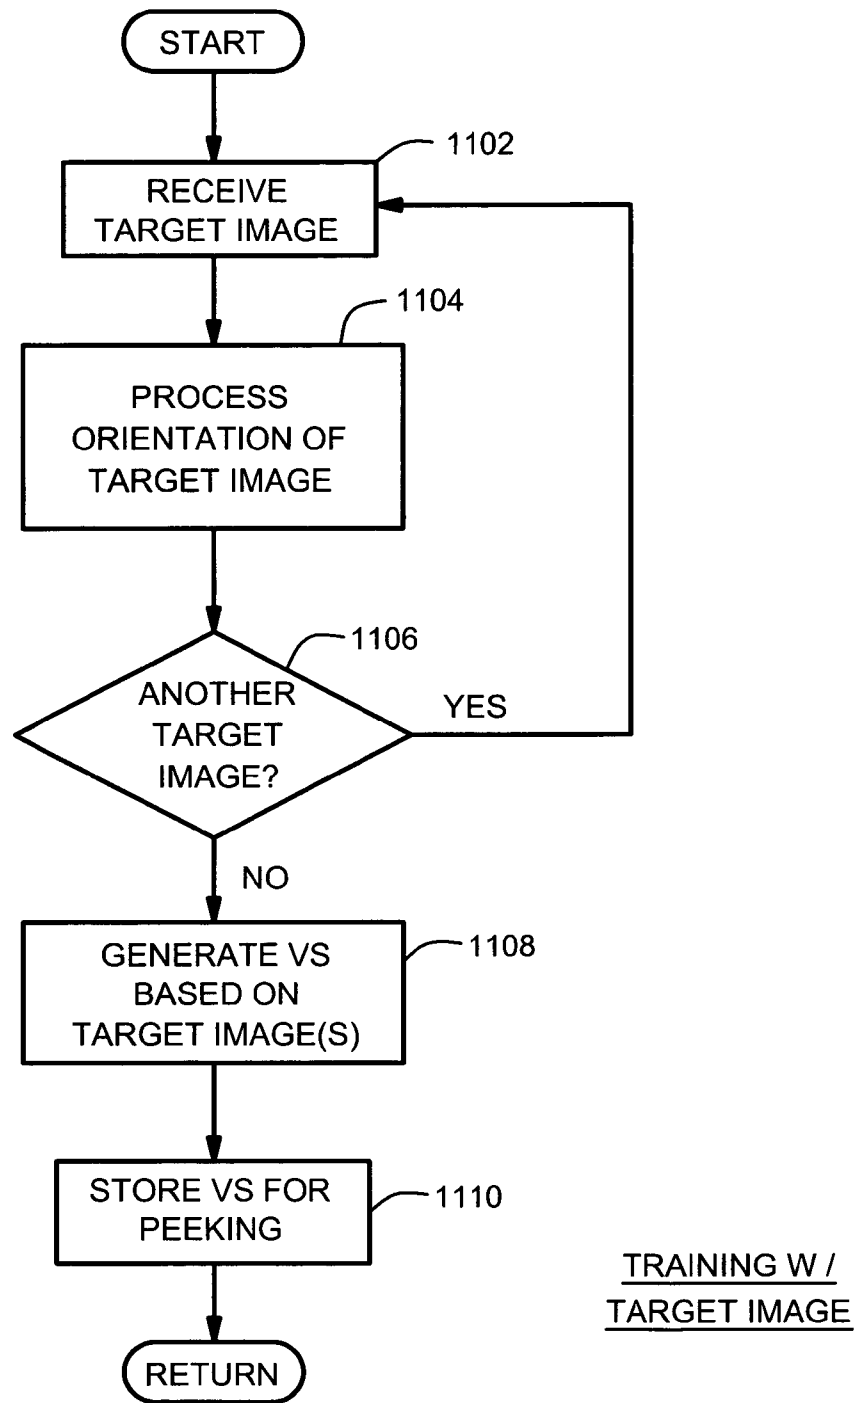 START
1102
RECEIVE
TARGET IMAGE
1104
PROCESS
ORIENTATION OF
TARGET IMAGE
1106
ANOTHER
TARGET
IMAGE?
YES
NO
1108
GENERATE VS
BASED ON
TARGET IMAGE(S)
1110
STORE VS FOR
PEEKING
RETURN
TRAINING W /
TARGET IMAGE